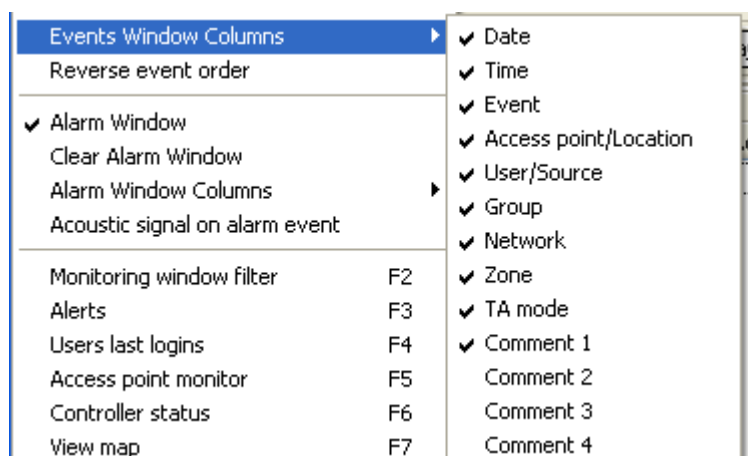 Events Window Columns
Reverse event order
Alarm Window
Clear Alarm Window
Alarm Window Columns
Acoustic signal on alarm event
Monitoring window filter F2
Alerts F3
Users last logins F4
Access point monitor F5
Controller status F6
View map F7
Date
Time
Event
Access point/Location
User/Source
Group
Network
Zone
TA mode
Comment 1
Comment 2
Comment 3
Comment 4